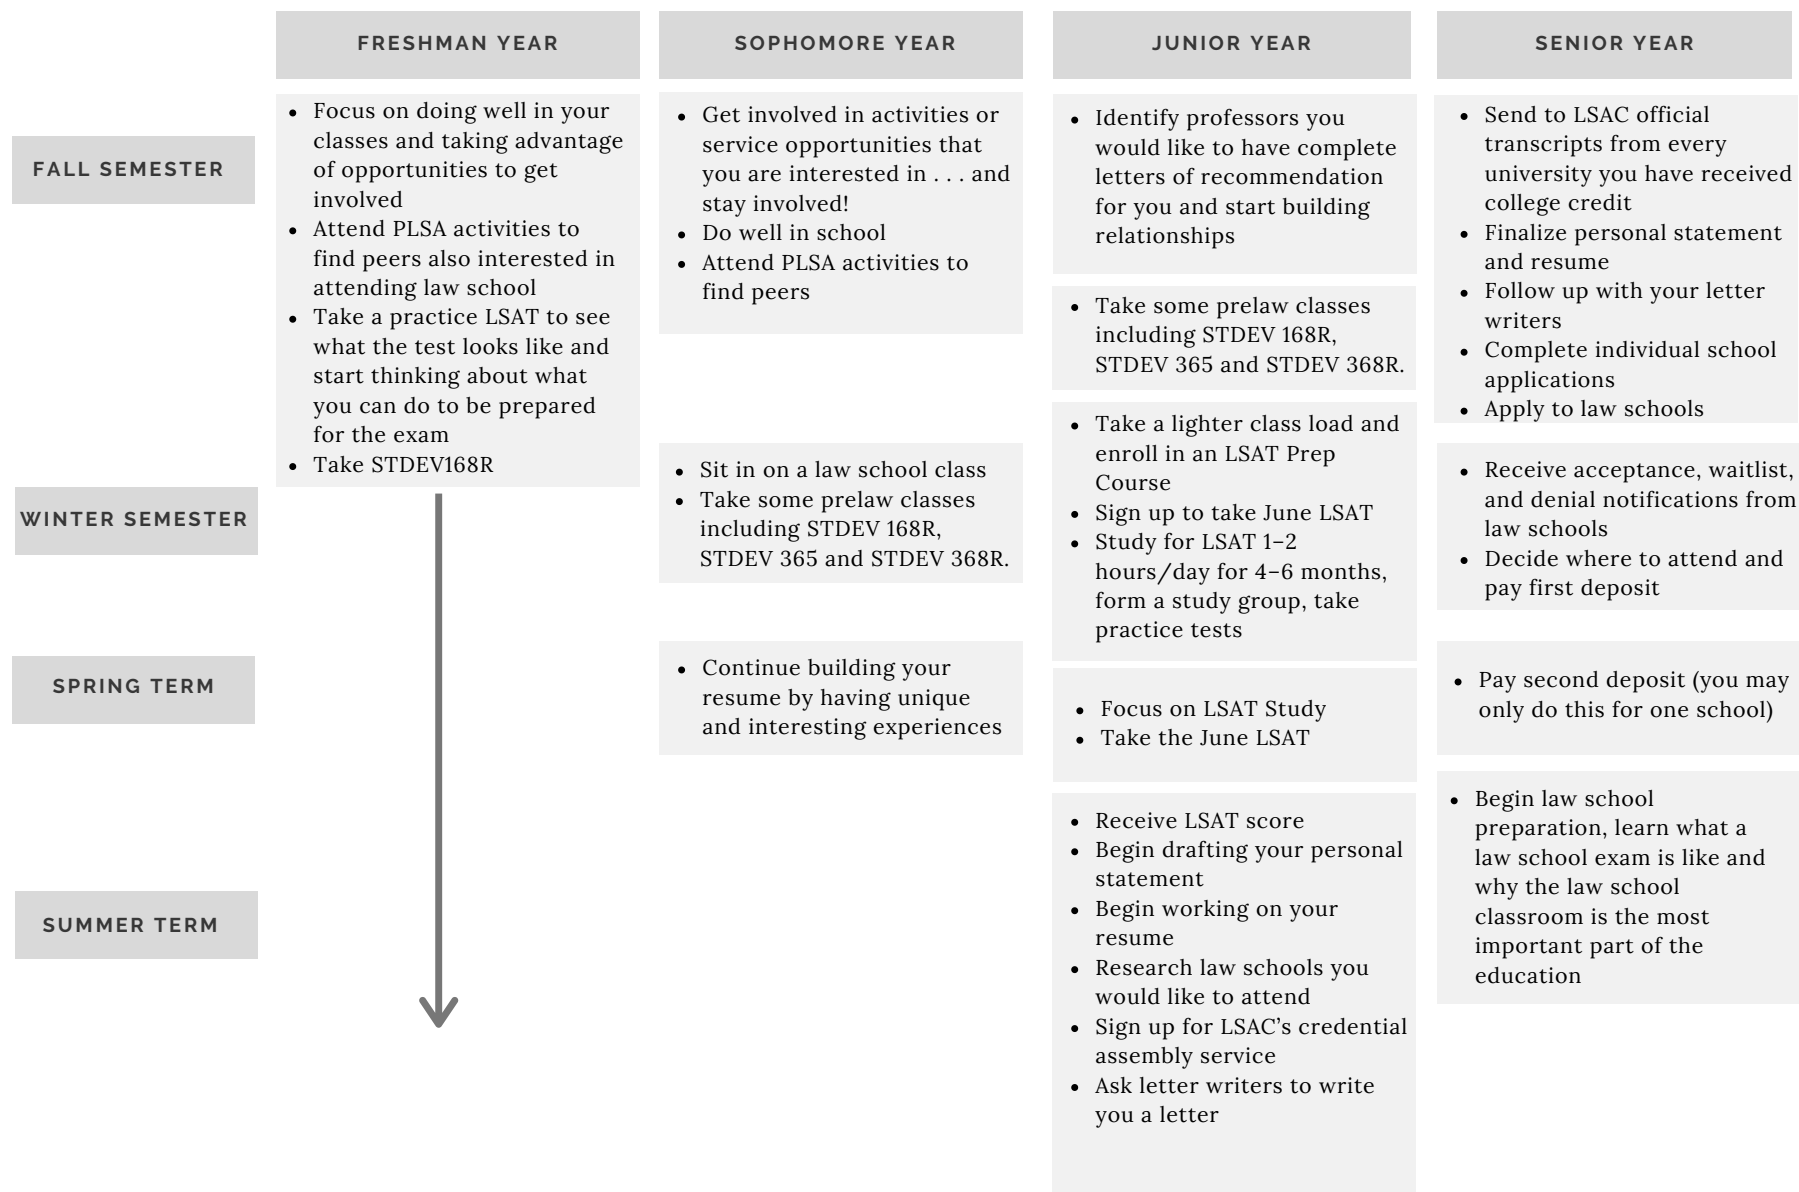 FRESHMAN YEAR
SOPHOMORE YEAR
JUNIOR YEAR
SENIOR YEAR
FALL SEMESTER
• Focus on doing well in your
classes and taking advantage
of opportunities to get
involved
• Attend PLSA activities to
find peers also interested in
attending law school
• Take a practice LSAT to see
what the test looks like and
start thinking about what
you can do to be prepared
for the exam
• Take STDEV168R
• Get involved in activities or
service opportunities that
you are interested in . . . and
stay involved!
• Do well in school
• Attend PLSA activities to
find peers
• Identify professors you
would like to have complete
letters of recommendation
for you and start building
relationships
• Take some prelaw classes
including STDEV 168R,
STDEV 365 and STDEV 368R.
• Send to LSAC official
transcripts from every
university you have received
college credit
• Finalize personal statement
and resume
• Follow up with your letter
writers
• Complete individual school
applications
• Apply to law schools
WINTER SEMESTER
• Sit in on a law school class
• Take some prelaw classes
including STDEV 168R,
STDEV 365 and STDEV 368R.
• Take a lighter class load and
enroll in an LSAT Prep
Course
• Sign up to take June LSAT
• Study for LSAT 1–2
hours/day for 4–6 months,
form a study group, take
practice tests
• Receive acceptance, waitlist,
and denial notifications from
law schools
• Decide where to attend and
pay first deposit
SPRING TERM
• Continue building your
resume by having unique
and interesting experiences
• Focus on LSAT Study
• Take the June LSAT
• Pay second deposit (you may
only do this for one school)
SUMMER TERM
• Receive LSAT score
• Begin drafting your personal
statement
• Begin working on your
resume
• Research law schools you
would like to attend
• Sign up for LSAC’s credential
assembly service
• Ask letter writers to write
you a letter
• Begin law school
preparation, learn what a
law school exam is like and
why the law school
classroom is the most
important part of the
education